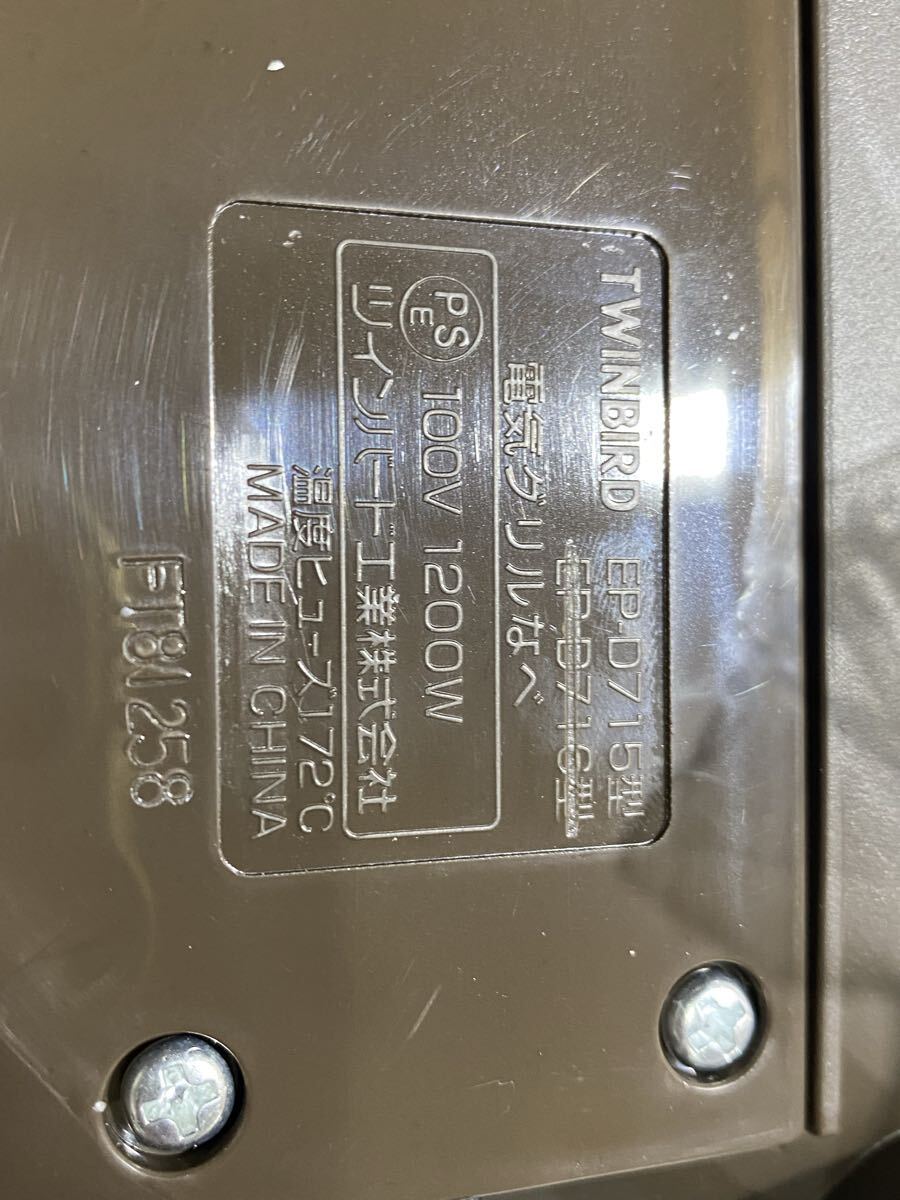 TWINBIRD EP-D715型
EP-D716型
電気グリルなべ
PSE 100V 1200W
ツインバード工業株式会社
温度ヒューズ172℃
MADE IN CHINA